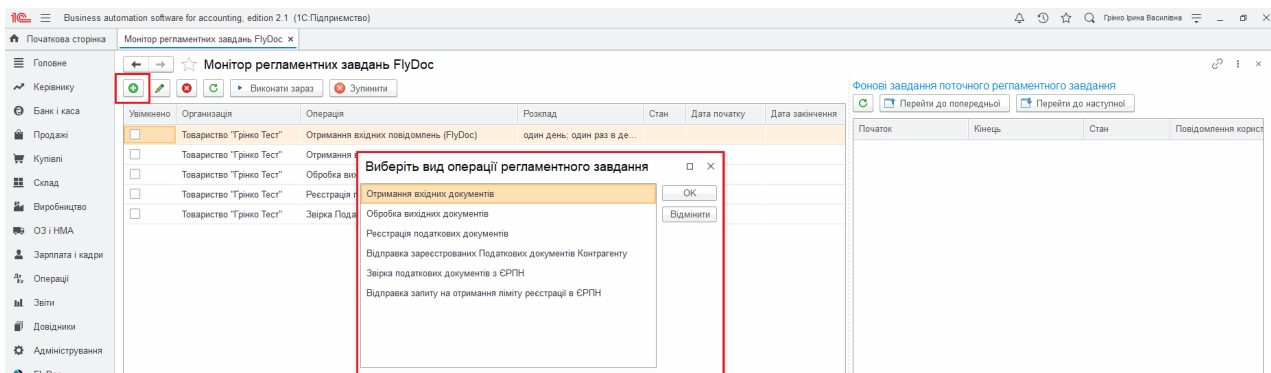 Business automation software for accounting, edition 2.1 (1С:Підприємство)
Грінко Ірина Василівна
Початкова сторінка
Монітор регламентних завдань FlyDoc ×
Головне
Керівнику
Банк і каса
Продажі
Купівлі
Склад
Виробництво
ОЗ і НМА
Зарплата і кадри
Операції
Звіти
Довідники
Адміністрування
Монітор регламентних завдань FlyDoc
Виконати зараз
Зупинити
Увімкнено Организація Операція Розклад Стан Дата початку Дата закінчення
Товариство "Грінко Тест" Отримання вхідних повідомлень (FlyDoc) один день; один раз в де...
Товариство "Грінко Тест" Отримання
Товариство "Грінко Тест" Обробка вих
Товариство "Грінко Тест" Реєстрація
Товариство "Грінко Тест" Звірка Пода
Виберіть вид операції регламентного завдання
Отримання вхідних документів
Обробка вихідних документів
Реєстрація податкових документів
Відправка зареєстрованих Податкових документів Контрагенту
Звірка податкових документів з ЄРПН
Відправка запиту на отримання ліміту реєстрації в ЄРПН
OK
Відмінити
Фонові завдання поточного регламентного завдання
Перейти до попередньої
Перейти до наступної
Початок Кінець Стан Повідомлення корист